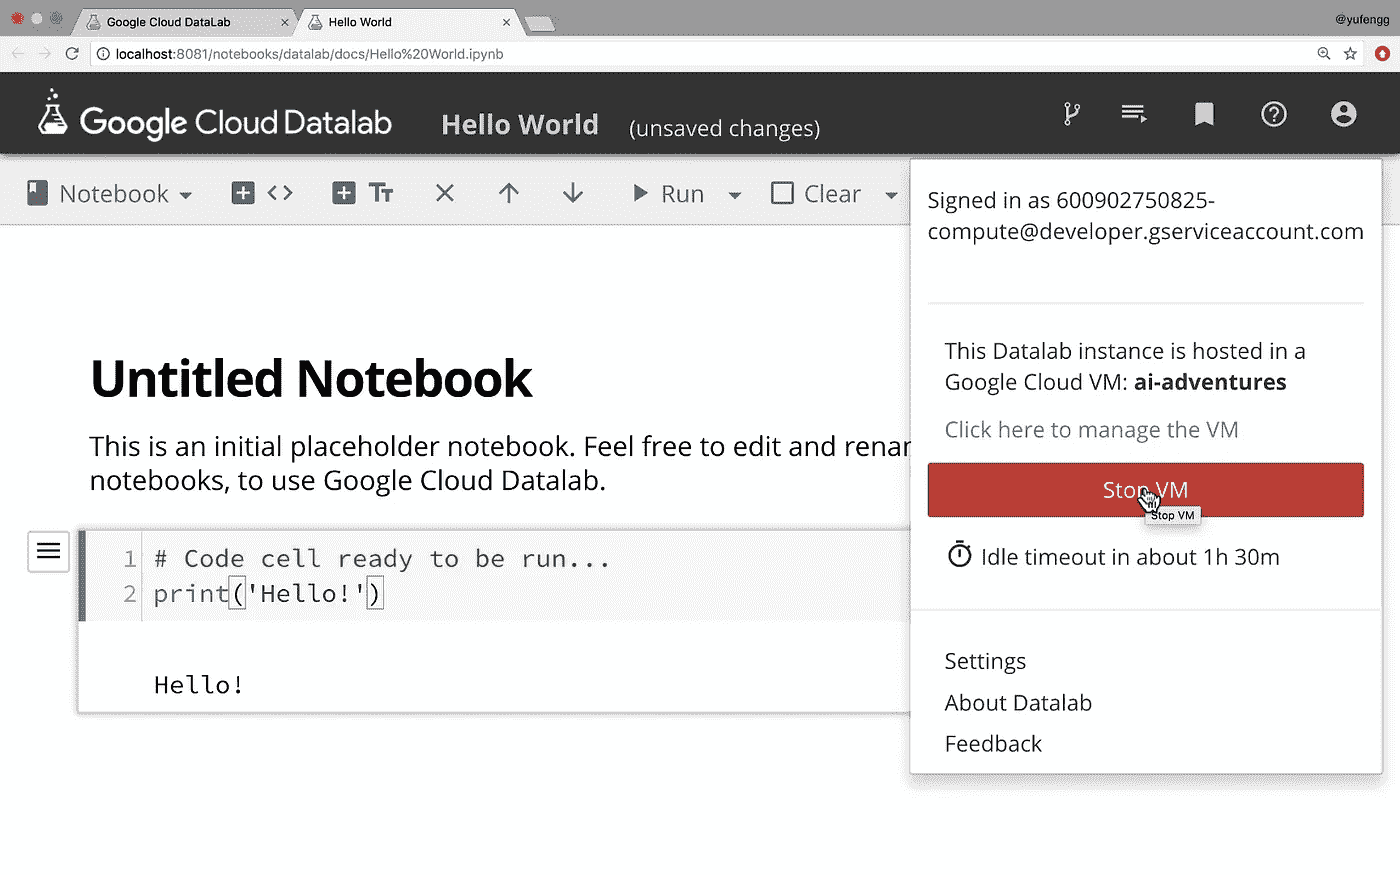 Google Cloud DataLab
Hello World
@yufengg
localhost:8081/notebooks/datalab/docs/Hello%20World.ipynb
Google Cloud Datalab
Hello World
(unsaved changes)
Notebook
Tт
Run
Clear
Signed in as 600902750825-
compute@developer.gserviceaccount.com
This Datalab instance is hosted in a
Google Cloud VM: ai-adventures
Click here to manage the VM
Stop VM
Stop VM
Idle timeout in about 1h 30m
Settings
About Datalab
Feedback
Untitled Notebook
This is an initial placeholder notebook. Feel free to edit and renan
notebooks, to use Google Cloud Datalab.
1 # Code cell ready to be run...
2 print('Hello!')
Hello!